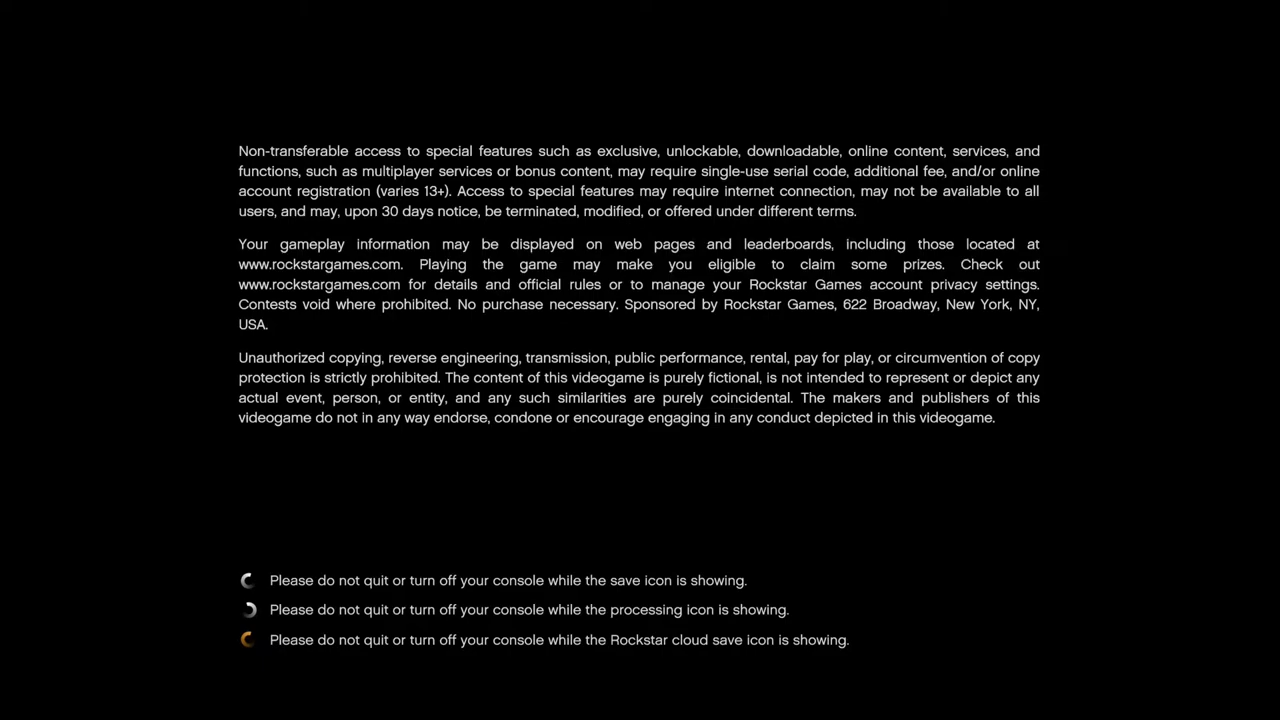 Non-transferable access to special features such as exclusive, unlockable, downloadable, online content, services, and
functions, such as multiplayer services or bonus content, may require single-use serial code, additional fee, and/or online
account registration (varies 13+). Access to special features may require internet connection, may not be available to all
users, and may, upon 30 days notice, be terminated, modified, or offered under different terms.
Your gameplay information may be displayed on web pages and leaderboards, including those located at
www.rockstargames.com. Playing the game may make you eligible to claim some prizes. Check out
www.rockstargames.com for details and official rules or to manage your Rockstar Games account privacy settings.
Contests void where prohibited. No purchase necessary. Sponsored by Rockstar Games, 622 Broadway, New York, NY,
USA.
Unauthorized copying, reverse engineering, transmission, public performance, rental, pay for play, or circumvention of copy
protection is strictly prohibited. The content of this videogame is purely fictional, is not intended to represent or depict any
actual event, person, or entity, and any such similarities are purely coincidental. The makers and publishers of this
videogame do not in any way endorse, condone or encourage engaging in any conduct depicted in this videogame.
Please do not quit or turn off your console while the save icon is showing.
Please do not quit or turn off your console while the processing icon is showing.
Please do not quit or turn off your console while the Rockstar cloud save icon is showing.